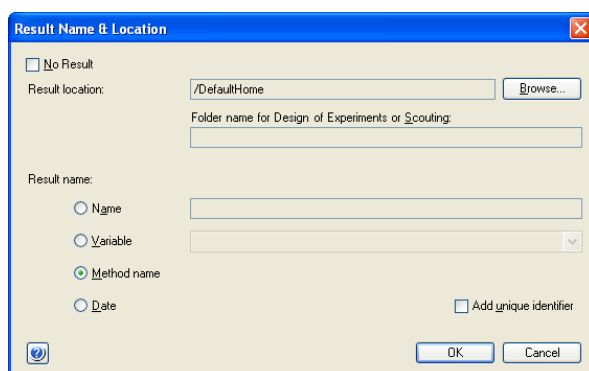 Result Name & Location
No Result
Result location:
/DefaultHome
Browse...
Folder name for Design of Experiments or Scouting:
Result name:
Name
Variable
Method name
Date
Add unique identifier
OK
Cancel